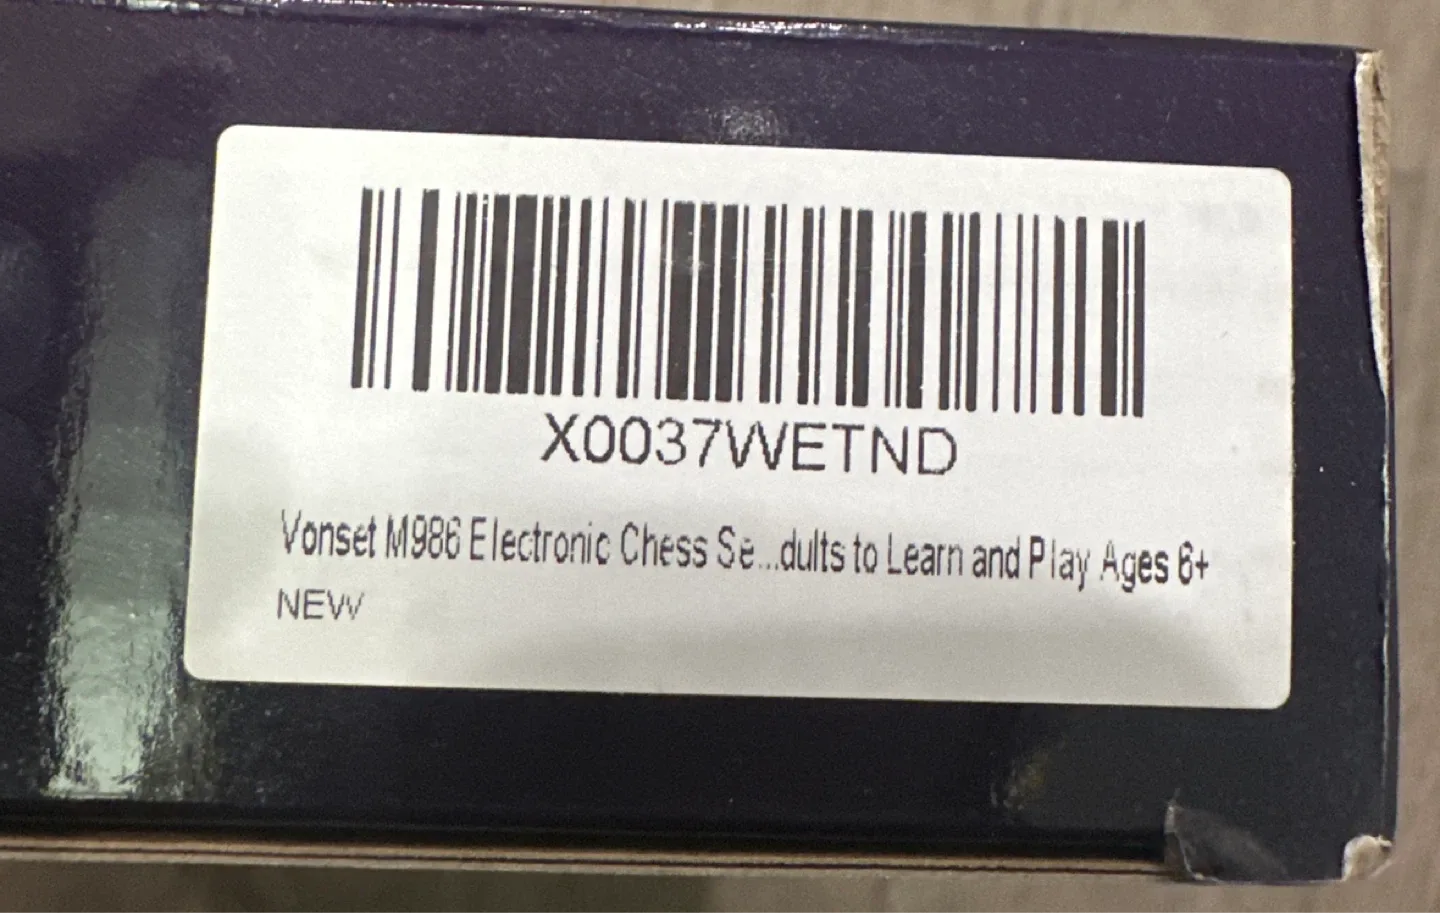 X0037WETND
Vonset M986 Electronic Chess Se...dults to Learn and Play Ages 6+
NEW